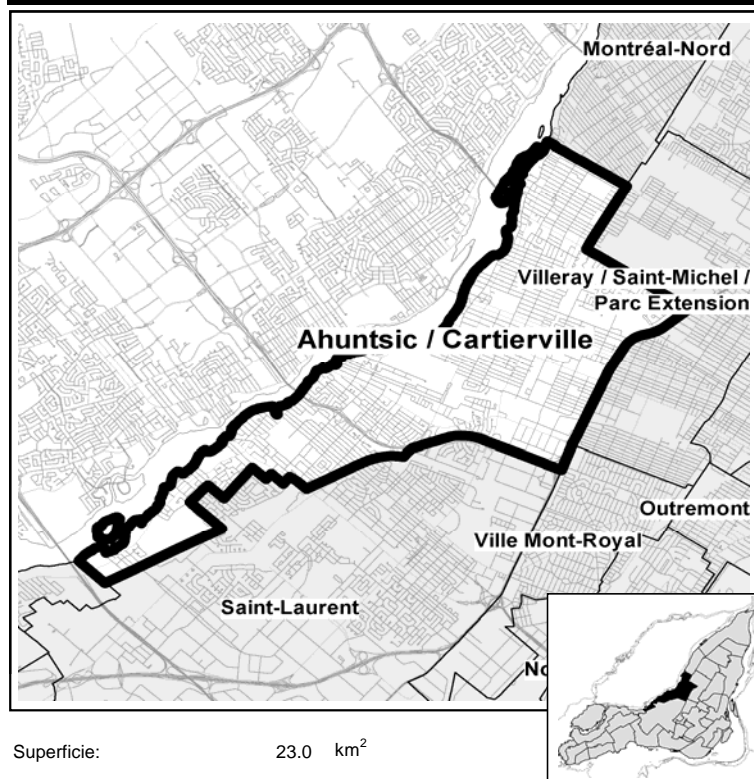 Montréal-Nord
Villeray / Saint-Michel /
Parc Extension
Ahuntsic / Cartierville
Outremont
Ville Mont-Royal
Saint-Laurent
Superficie: 23.0 km²